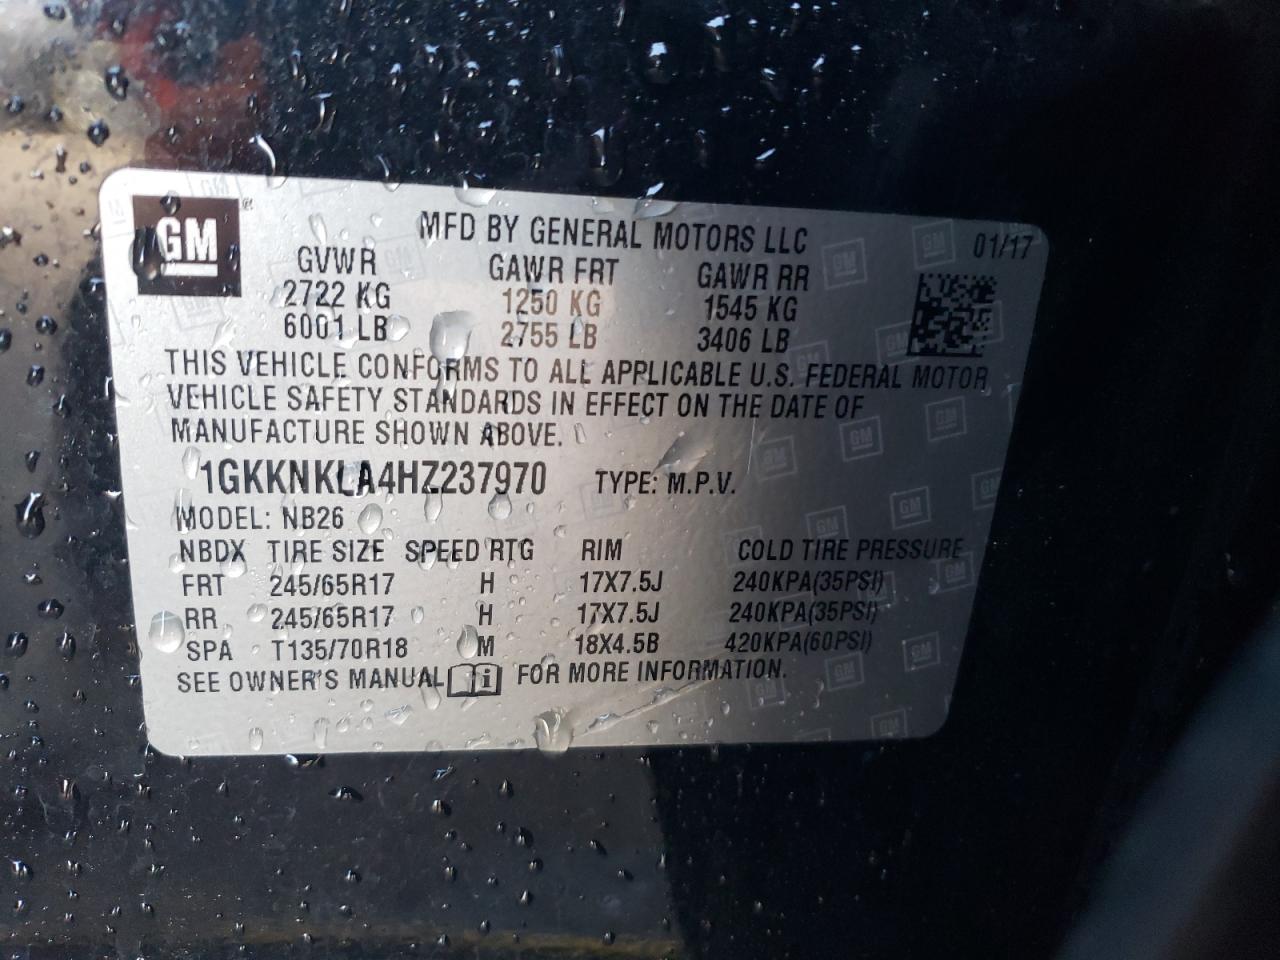 GM ®
MFD BY GENERAL MOTORS LLC 01/17
GVWR GAWR FRT GAWR RR
2722 KG 1250 KG 1545 KG
6001 LB 2755 LB 3406 LB
THIS VEHICLE CONFORMS TO ALL APPLICABLE U.S. FEDERAL MOTOR
VEHICLE SAFETY STANDARDS IN EFFECT ON THE DATE OF
MANUFACTURE SHOWN ABOVE.
1GKKNKLA4HZ237970 TYPE: M.P.V.
MODEL: NB26
NBDX TIRE SIZE SPEED RTG RIM COLD TIRE PRESSURE
FRT 245/65R17 H 17X7.5J 240KPA(35PSI)
RR 245/65R17 H 17X7.5J 240KPA(35PSI)
SPA T135/70R18 M 18X4.5B 420KPA(60PSI)
SEE OWNER'S MANUAL FOR MORE INFORMATION.